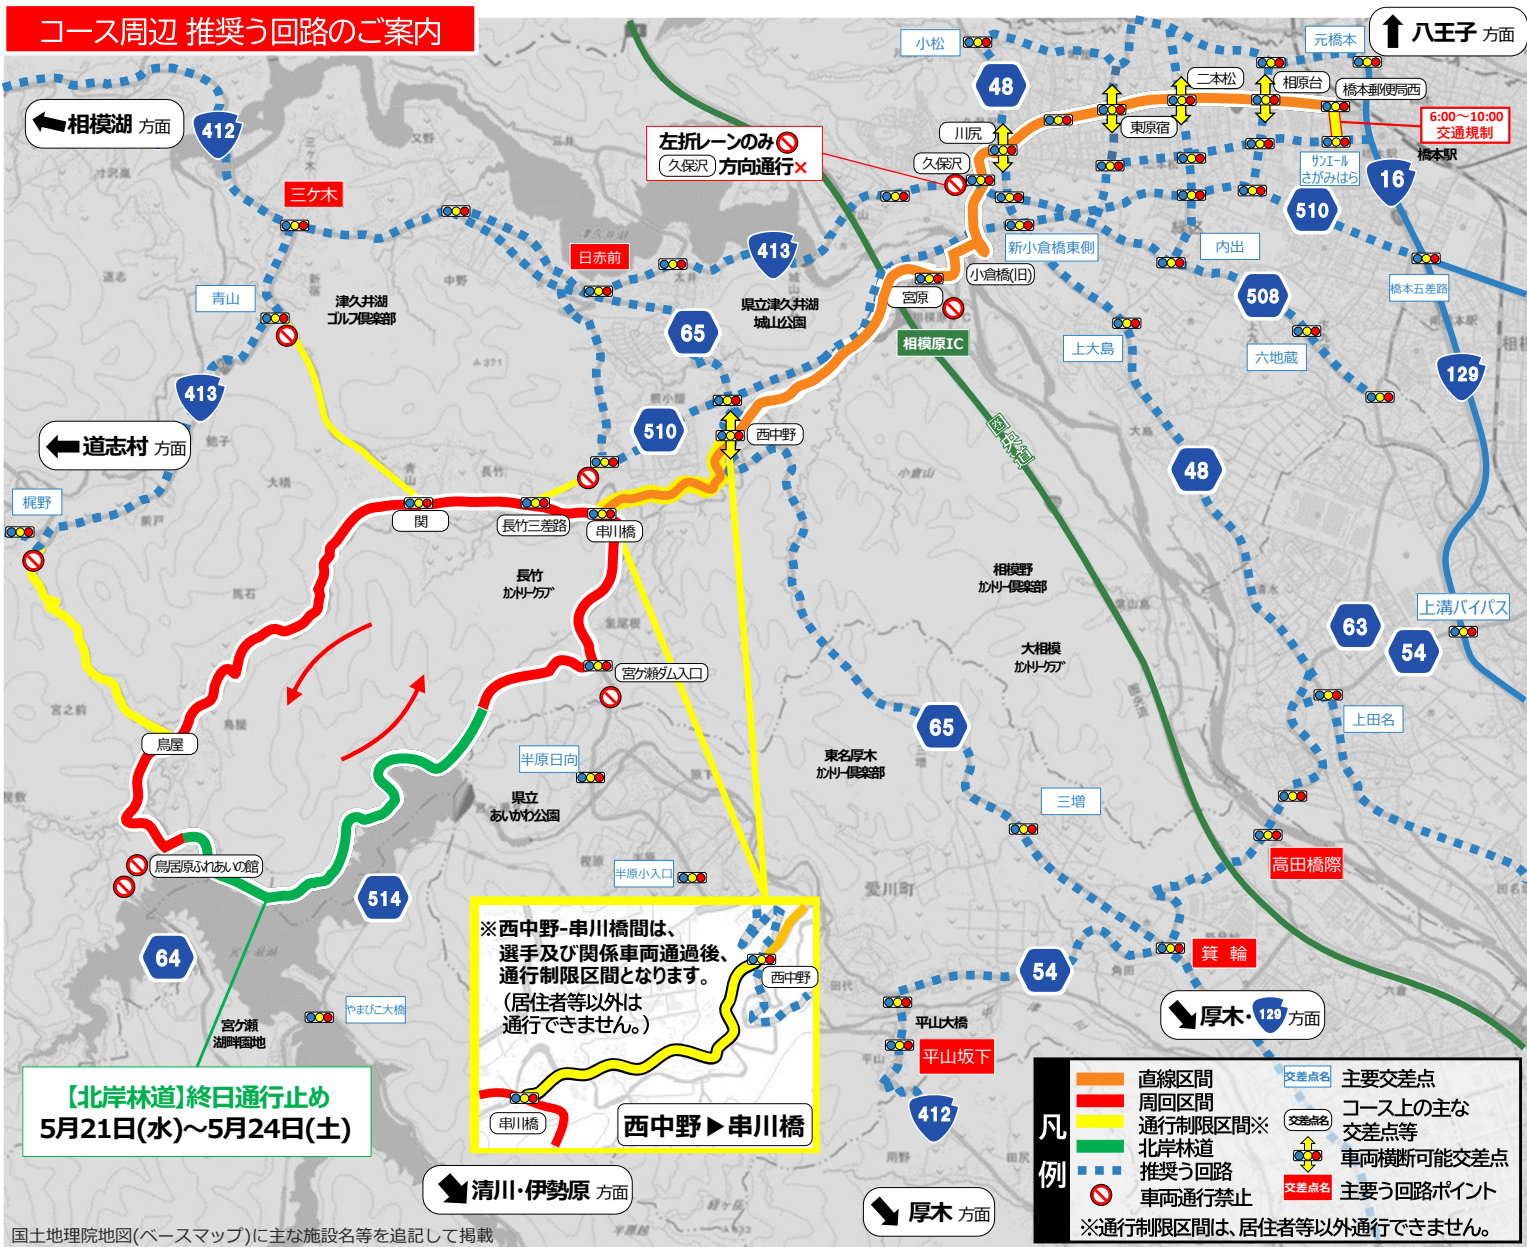 コース周辺 推奨う回路のご案内
八王子 方面
元橋本
小松
48
二本松
相原台
橋本郵便局西
6:00～10:00
交通規制
橋本駅
東原宿
川尻
久保沢
左折レーンのみ
久保沢 方向通行×
サンエール
さがみはら
16
510
相模湖 方面
412
三ケ木
日赤前
413
新小倉橋東側
内出
小倉橋(旧)
橋本五差路
508
宮原
相模原IC
青山
津久井湖
ゴルフ倶楽部
県立津久井湖
城山公園
65
上大島
六地蔵
129
413
道志村 方面
510
西中野
圏央道
48
梶野
関
長竹三差路
串川橋
長竹
カントリークラブ
相模野
カントリー倶楽部
大相模
カントリークラブ
上溝バイパス
63
54
宮ケ瀬ダム入口
上田名
65
鳥屋
半原日向
県立
あいかわ公園
東名厚木
カントリー倶楽部
三増
鳥居原ふれあいの館
514
半原小入口
愛川町
高田橋際
64
箕 輪
54
やまびこ大橋
宮ケ瀬
湖畔園地
※西中野-串川橋間は、
選手及び関係車両通過後、
通行制限区間となります。
(居住者等以外は
通行できません。)
西中野
串川橋
西中野▶串川橋
平山大橋
平山坂下
412
厚木・129方面
【北岸林道】終日通行止め
5月21日(水)～5月24日(土)
清川・伊勢原 方面
厚木 方面
凡例
直線区間
周回区間
通行制限区間※
北岸林道
推奨う回路
車両通行禁止
交差点名 主要交差点
交差点名 コース上の主な
交差点等
車両横断可能交差点
交差点名 主要う回路ポイント
※通行制限区間は、居住者等以外通行できません。
国土地理院地図(ベースマップ)に主な施設名等を追記して掲載